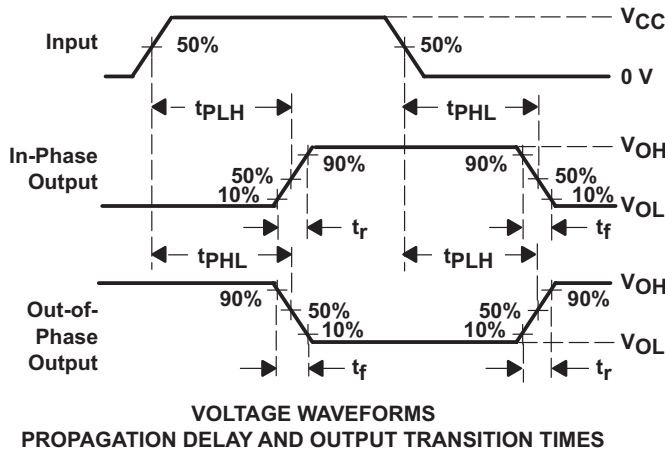 VCC
Input
50%
50%
0 V
tPLH
tPHL
In-Phase
Output
VOH
50%
10%
90%
90%
50%
10%
VOL
tr
tf
tPHL
tPLH
Out-of-
Phase
Output
90%
50%
10%
50%
10%
90%
VOH
VOL
tf
tr
VOLTAGE WAVEFORMS
PROPAGATION DELAY AND OUTPUT TRANSITION TIMES